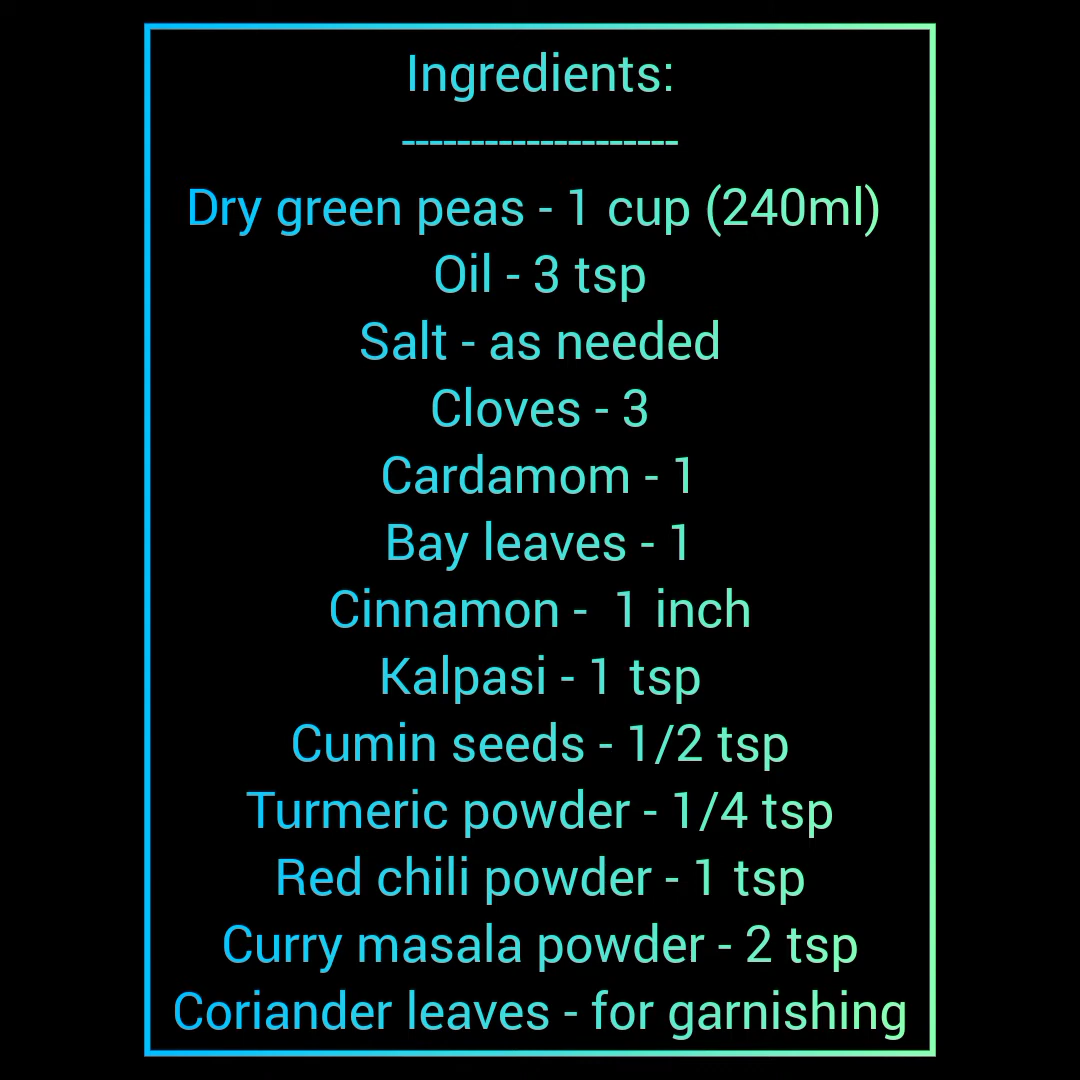 Ingredients:
--------------------
Dry green peas - 1 cup (240ml)
Oil - 3 tsp
Salt - as needed
Cloves - 3
Cardamom - 1
Bay leaves - 1
Cinnamon -  1 inch
Kalpasi - 1 tsp
Cumin seeds - 1/2 tsp
Turmeric powder - 1/4 tsp
Red chili powder - 1 tsp
Curry masala powder - 2 tsp
Coriander leaves - for garnishing